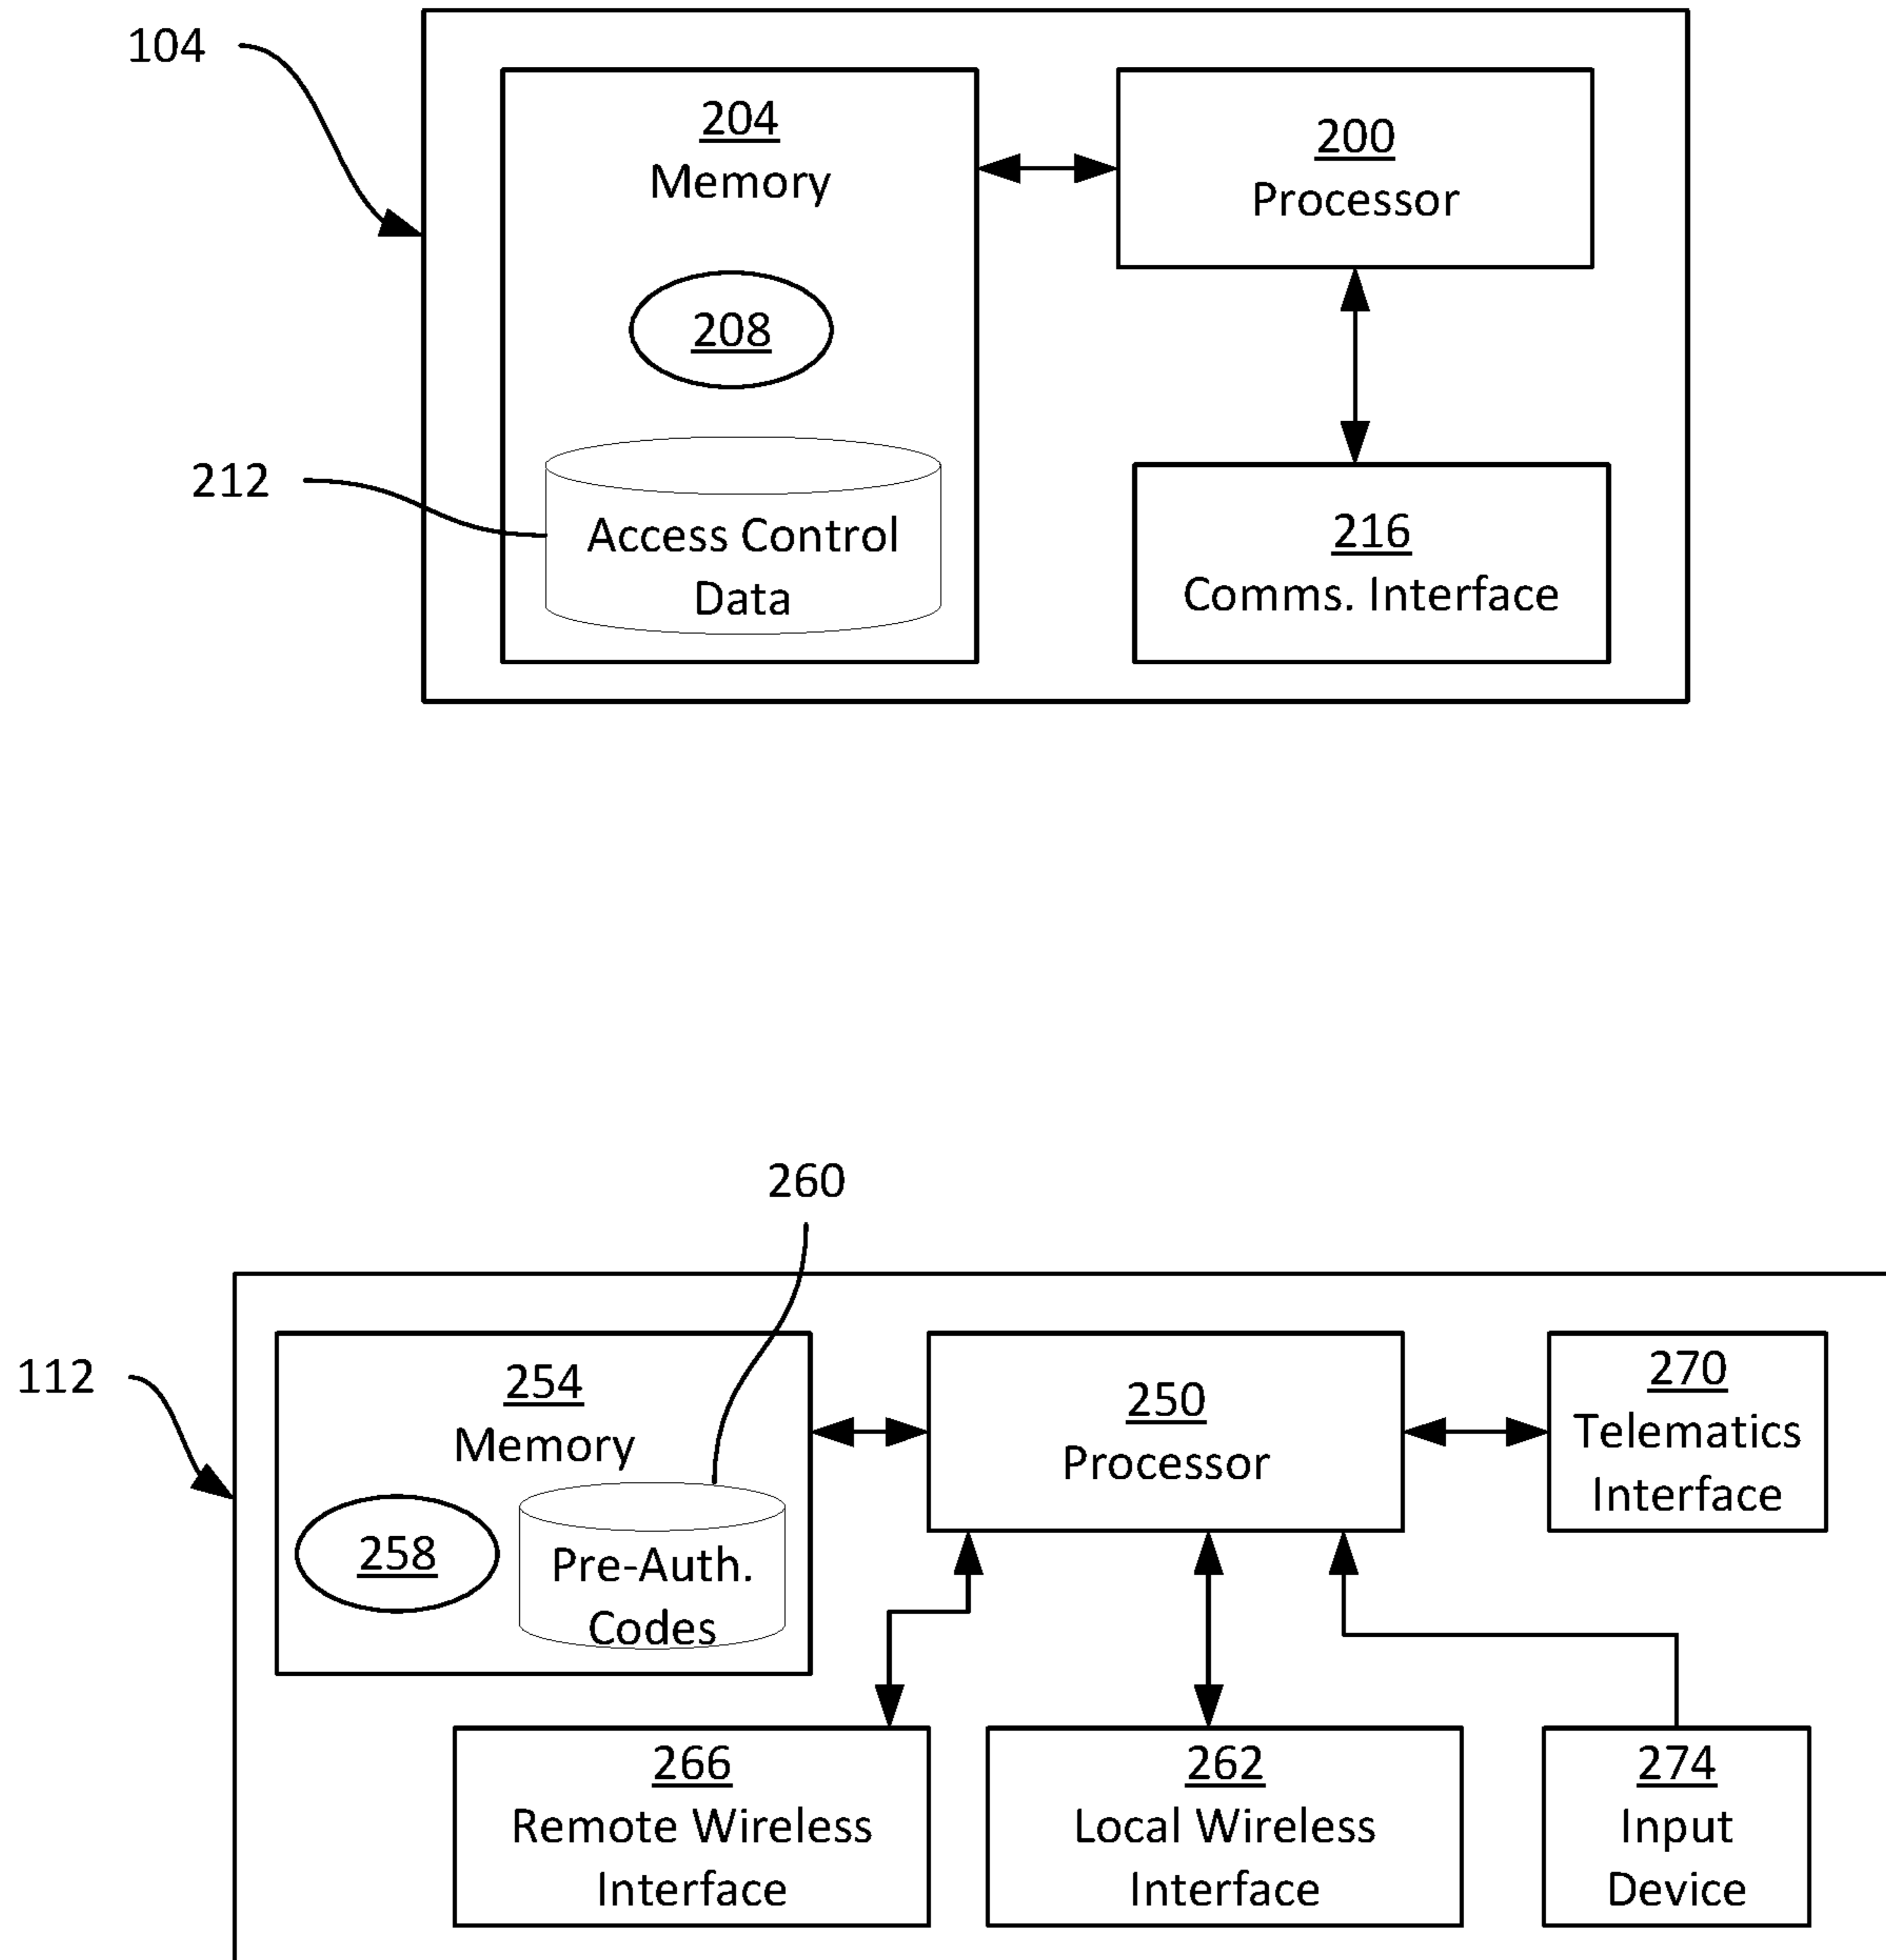 104
204
Memory
200
Processor
208
212
Access Control
Data
216
Comms. Interface
260
112
254
Memory
250
Processor
270
Telematics
Interface
258
Pre-Auth.
Codes
266
Remote Wireless
Interface
262
Local Wireless
Interface
274
Input
Device